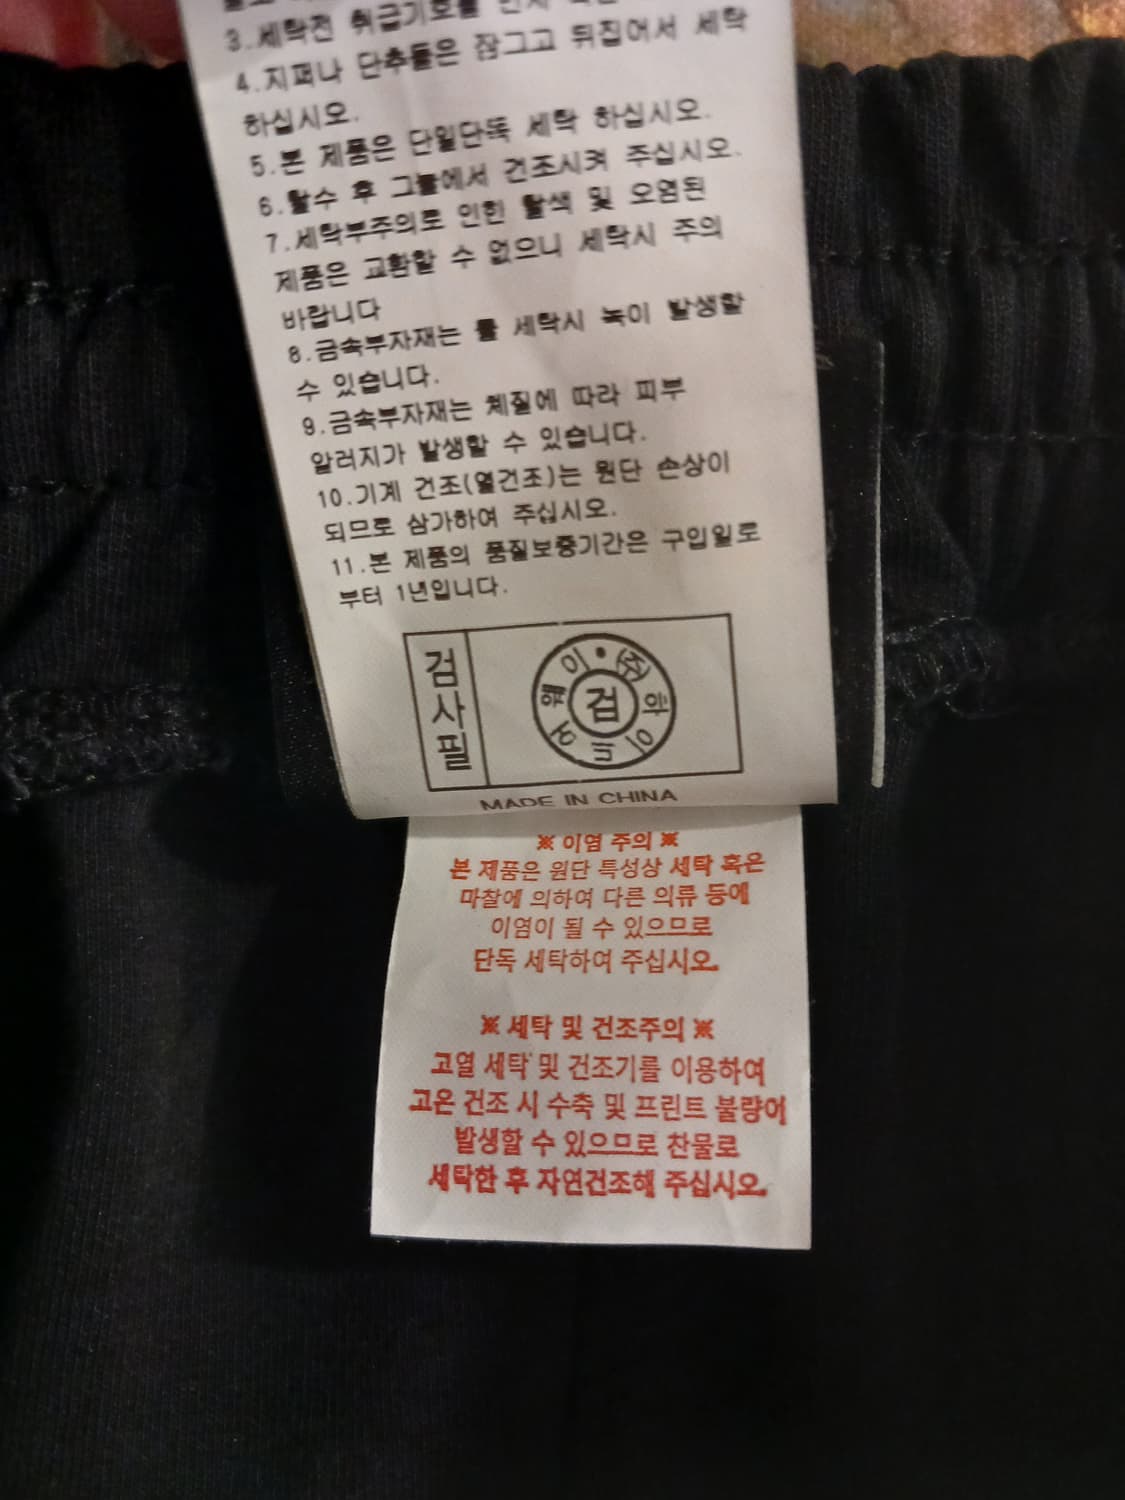 3.세탁전 취급기호를 먼저
4.지퍼나 단추들은 잠그고 뒤집어서 세탁
하십시오.
5.본 제품은 단일단독 세탁 하십시오.
6.탈수 후 그늘에서 건조시켜 주십시오.
7.세탁부주의로 인한 탈색 및 오염된
제품은 교환할 수 없으니 세탁시 주의
바랍니다
8.금속부자재는 물 세탁시 녹이 발생할
수 있습니다.
9.금속부자재는 체질에 따라 피부
알러지가 발생할 수 있습니다.
10.기계 건조(열건조)는 원단 손상이
되므로 삼가하여 주십시오.
11.본 제품의 품질보증기간은 구입일로
부터 1년입니다.
검사필
검
MADE IN CHINA
※ 이염 주의 ※
본 제품은 원단 특성상 세탁 혹은
마찰에 의하여 다른 의류 등에
이염이 될 수 있으므로
단독 세탁하여 주십시오.
※ 세탁 및 건조주의 ※
고열 세탁 및 건조기를 이용하여
고온 건조 시 수축 및 프린트 불량이
발생할 수 있으므로 찬물로
세탁한 후 자연건조해 주십시오.